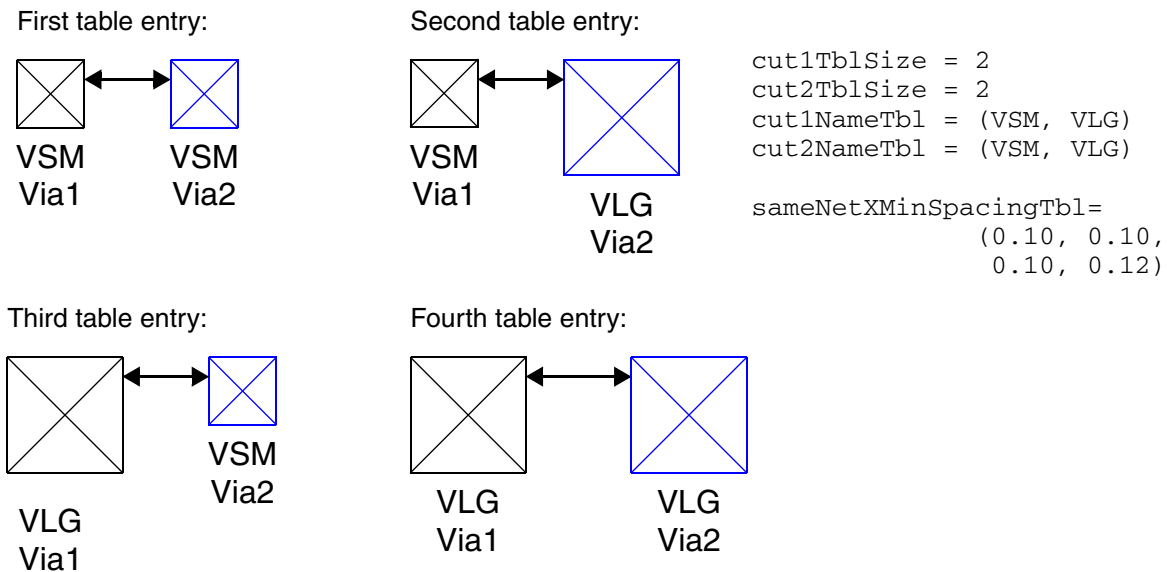 First table entry:
VSM
Via1
VSM
Via2
Second table entry:
VSM
Via1
VLG
Via2
cut1TblSize = 2
cut2TblSize = 2
cut1NameTbl = (VSM, VLG)
cut2NameTbl = (VSM, VLG)
sameNetXMinSpacingTbl=
(0.10, 0.10,
0.10, 0.12)
Third table entry:
VLG
Via1
VSM
Via2
Fourth table entry:
VLG
Via1
VLG
Via2